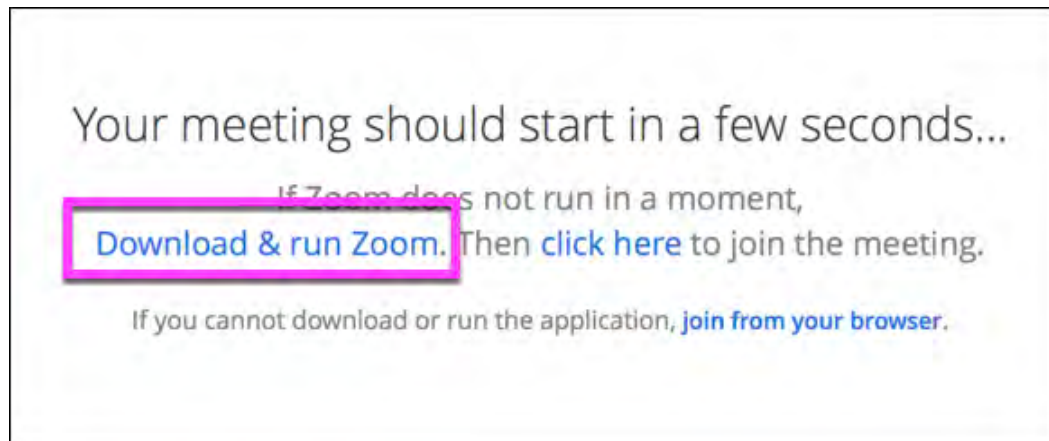 Your meeting should start in a few seconds...
If Zoom does not run in a moment,
Download & run Zoom. Then click here to join the meeting.
If you cannot download or run the application, join from your browser.